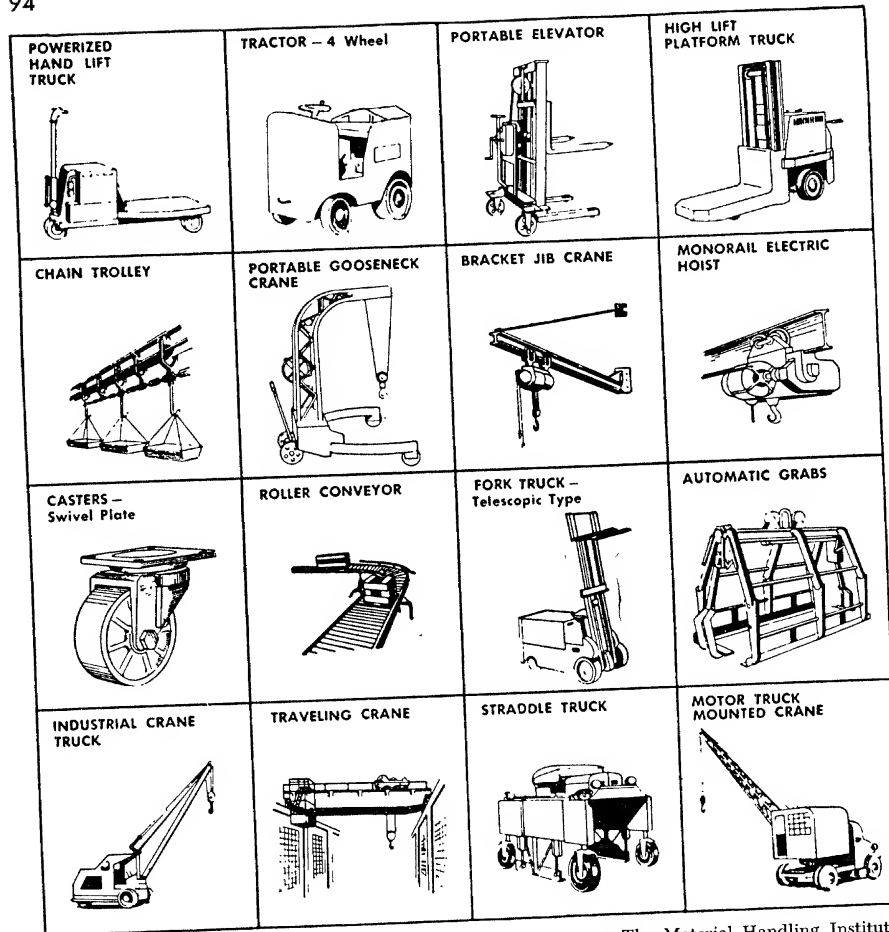 94
POWERIZED
HAND LIFT
TRUCK
TRACTOR – 4 Wheel
PORTABLE ELEVATOR
HIGH LIFT
PLATFORM TRUCK
CHAIN TROLLEY
PORTABLE GOOSENECK
CRANE
BRACKET JIB CRANE
MONORAIL ELECTRIC
HOIST
CASTERS –
Swivel Plate
ROLLER CONVEYOR
FORK TRUCK –
Telescopic Type
AUTOMATIC GRABS
INDUSTRIAL CRANE
TRUCK
TRAVELING CRANE
STRADDLE TRUCK
MOTOR TRUCK
MOUNTED CRANE
The Material Handling Institut